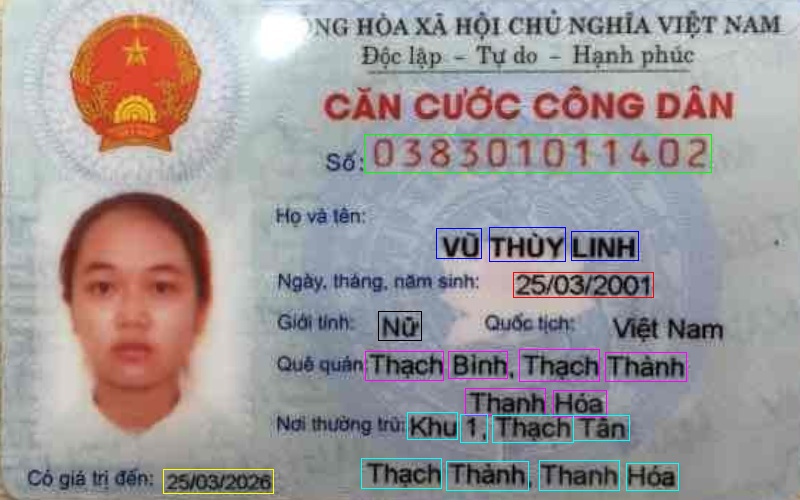 CỘNG HÒA XÃ HỘI CHỦ NGHĨA VIỆT NAM
Độc lập - Tự do - Hạnh phúc
CĂN CƯỚC CÔNG DÂN
Số: 038301011402
Họ và tên:
VŨ THÙY LINH
Ngày, tháng, năm sinh: 25/03/2001
Giới tính: Nữ Quốc tịch: Việt Nam
Quê quán: Thạch Bình, Thạch Thành
Thanh Hóa
Nơi thường trú: Khu 1, Thạch Tân
Thạch Thành, Thanh Hóa
Có giá trị đến: 25/03/2026